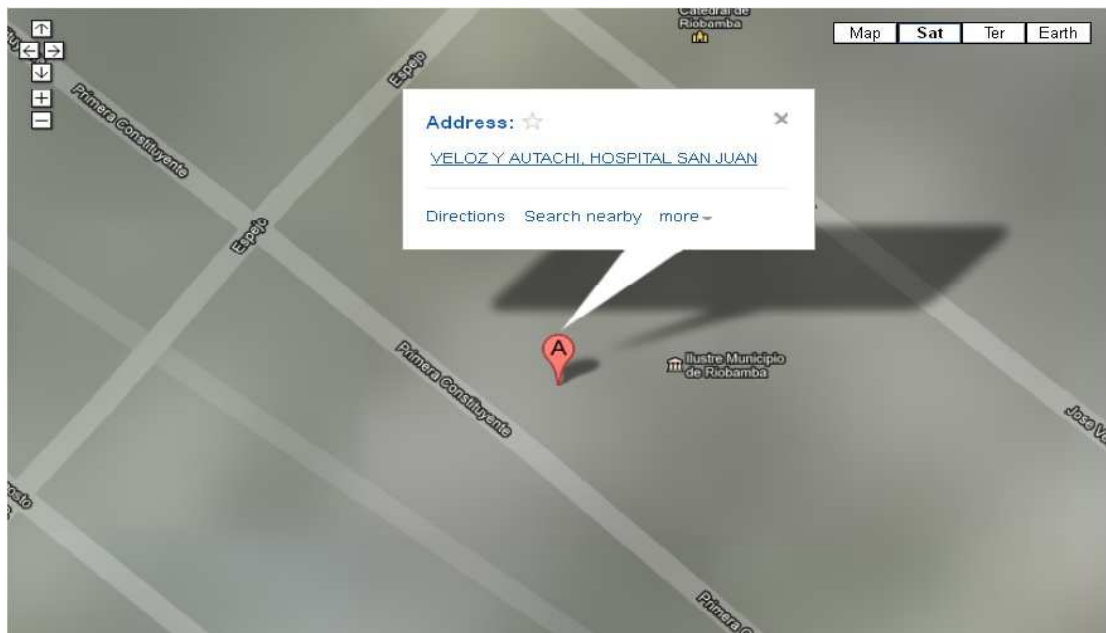 Catedral de
Riobamba
Map Sat Ter Earth
Espejo
Primera Constituyente
Address:
VELOZ Y AUTACHI, HOSPITAL SAN JUAN
Directions Search nearby more
Espejo
A
Primera Constituyente
Ilustre Municipio
de Riobamba
Jose
Primera